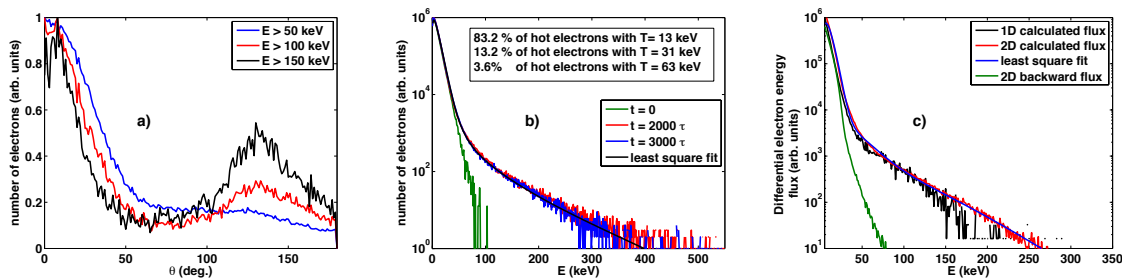 number of electrons (arb. units)
1
0.8
0.6
0.4
0.2
0
0
50
100
150
θ (deg.)
a)
E > 50 keV
E > 100 keV
E > 150 keV
number of electrons (arb. units)
10^6
10^4
10^2
10^0
0
100
200
300
400
500
E (keV)
b)
83.2 % of hot electrons with T= 13 keV
13.2 % of hot electrons with T = 31 keV
3.6% of hot electrons with T = 63 keV
t = 0
t = 2000 τ
t = 3000 τ
least square fit
Differential electron energy
flux (arb. units)
10^6
10^5
10^4
10^3
10^2
10^1
50
100
150
200
250
300
350
E (keV)
c)
1D calculated flux
2D calculated flux
least square fit
2D backward flux